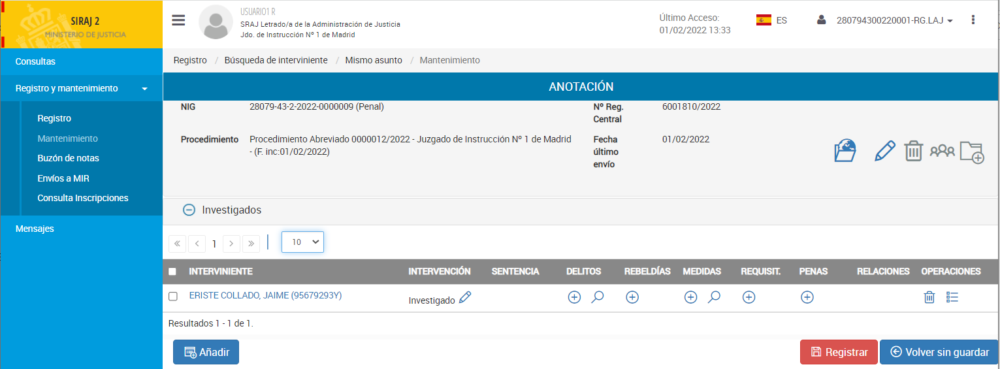 SIRAJ 2
MINISTERIO DE JUSTICIA
USUARIO1 R
SRAJ Letrado/a de la Administración de Justicia
Jdo. de Instrucción Nº 1 de Madrid
Último Acceso:
01/02/2022 13:33
ES
280794300220001-RG.LAJ
Consultas
Registro y mantenimiento
Registro
Mantenimiento
Buzón de notas
Envíos a MIR
Consulta Inscripciones
Mensajes
Registro / Búsqueda de interviniente / Mismo asunto / Mantenimiento
ANOTACIÓN
NIG 28079-43-2-2022-0000009 (Penal)
Nº Reg. Central 6001810/2022
Procedimiento Procedimiento Abreviado 0000012/2022 - Juzgado de Instrucción Nº 1 de Madrid
- (F. inc:01/02/2022)
Fecha último envío 01/02/2022
Investigados
« ‹ 1 › » 10
INTERVINIENTE INTERVENCIÓN SENTENCIA DELITOS REBELDÍAS MEDIDAS REQUISIT. PENAS RELACIONES OPERACIONES
ERISTE COLLADO, JAIME (95679293Y) Investigado
Resultados 1 - 1 de 1.
Añadir Registrar Volver sin guardar